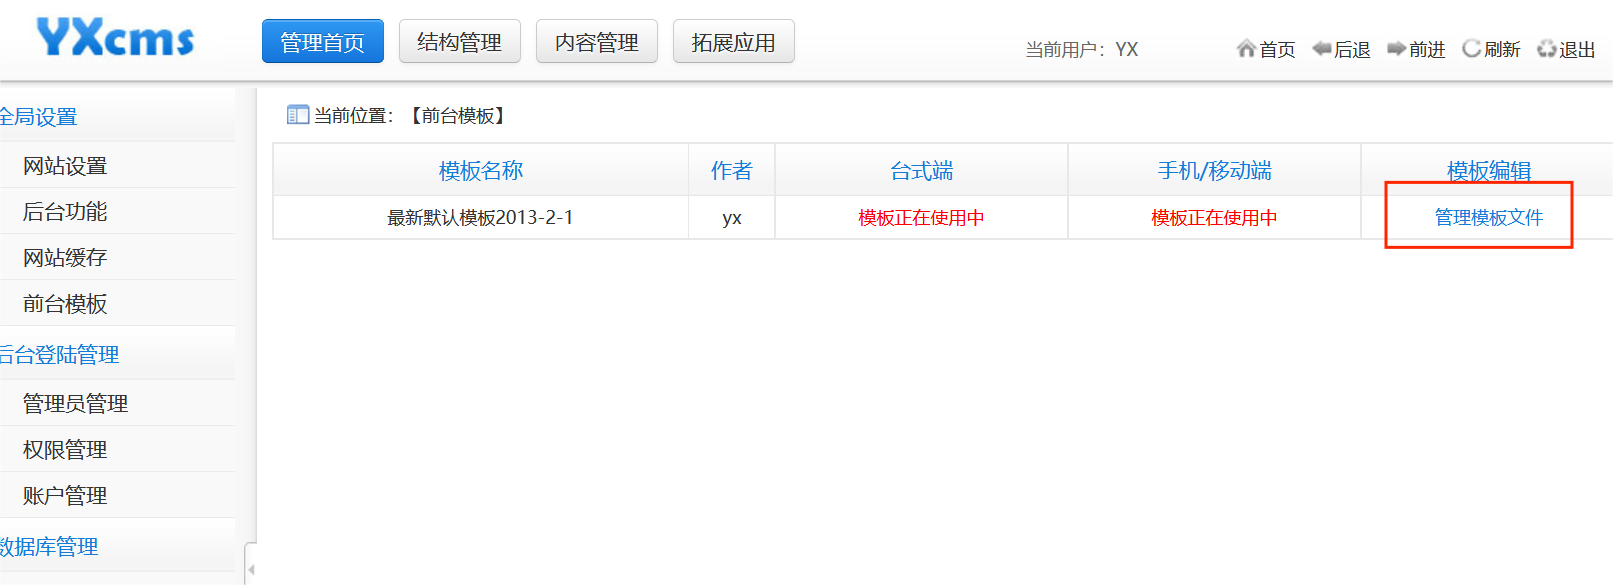 YXcms
管理首页 结构管理 内容管理 拓展应用 当前用户：YX 首页 后退 前进 刷新 退出
全局设置
网站设置
后台功能
网站缓存
前台模板
后台登陆管理
管理员管理
权限管理
账户管理
数据库管理
当前位置：【前台模板】
模板名称 作者 台式端 手机/移动端 模板编辑
最新默认模板2013-2-1 yx 模板正在使用中 模板正在使用中 管理模板文件